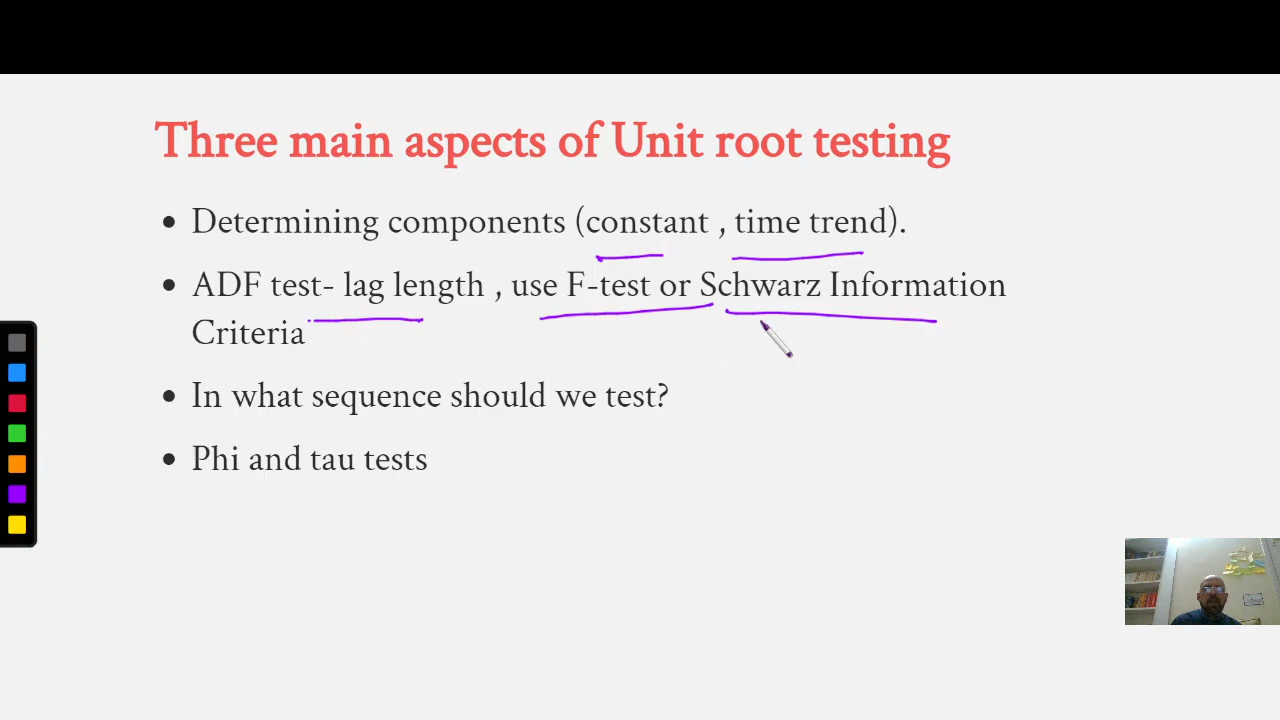 Three main aspects of Unit root testing
• Determining components (constant , time trend).
• ADF test- lag length , use F-test or Schwarz Information
Criteria
• In what sequence should we test?
• Phi and tau tests